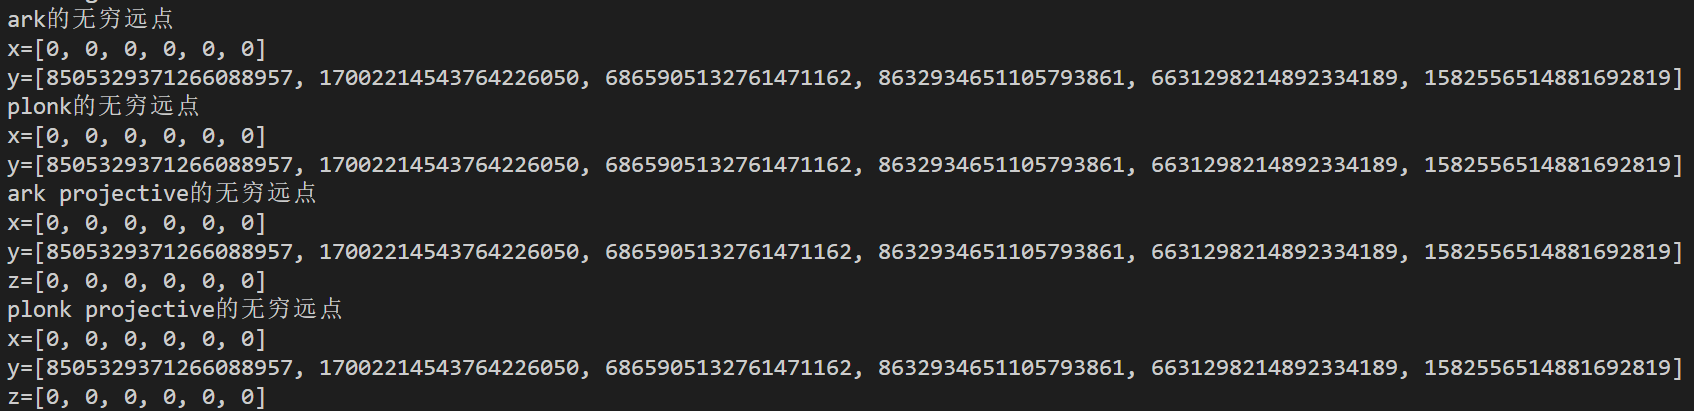 ark的无穷远点
x=[0, 0, 0, 0, 0, 0]
y=[8505329371266088957, 17002214543764226050, 6865905132761471162, 8632934651105793861, 6631298214892334189, 1582556514881692819]
plonk的无穷远点
x=[0, 0, 0, 0, 0, 0]
y=[8505329371266088957, 17002214543764226050, 6865905132761471162, 8632934651105793861, 6631298214892334189, 1582556514881692819]
ark projective的无穷远点
x=[0, 0, 0, 0, 0, 0]
y=[8505329371266088957, 17002214543764226050, 6865905132761471162, 8632934651105793861, 6631298214892334189, 1582556514881692819]
z=[0, 0, 0, 0, 0, 0]
plonk projective的无穷远点
x=[0, 0, 0, 0, 0, 0]
y=[8505329371266088957, 17002214543764226050, 6865905132761471162, 8632934651105793861, 6631298214892334189, 1582556514881692819]
z=[0, 0, 0, 0, 0, 0]